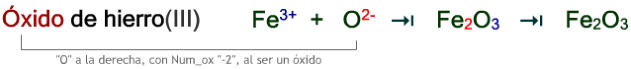 Óxido de hierro(III) Fe³⁺ + O²⁻ → Fe₂O₃ → Fe₂O₃
"O" a la derecha, con Num_ox "-2", al ser un óxido